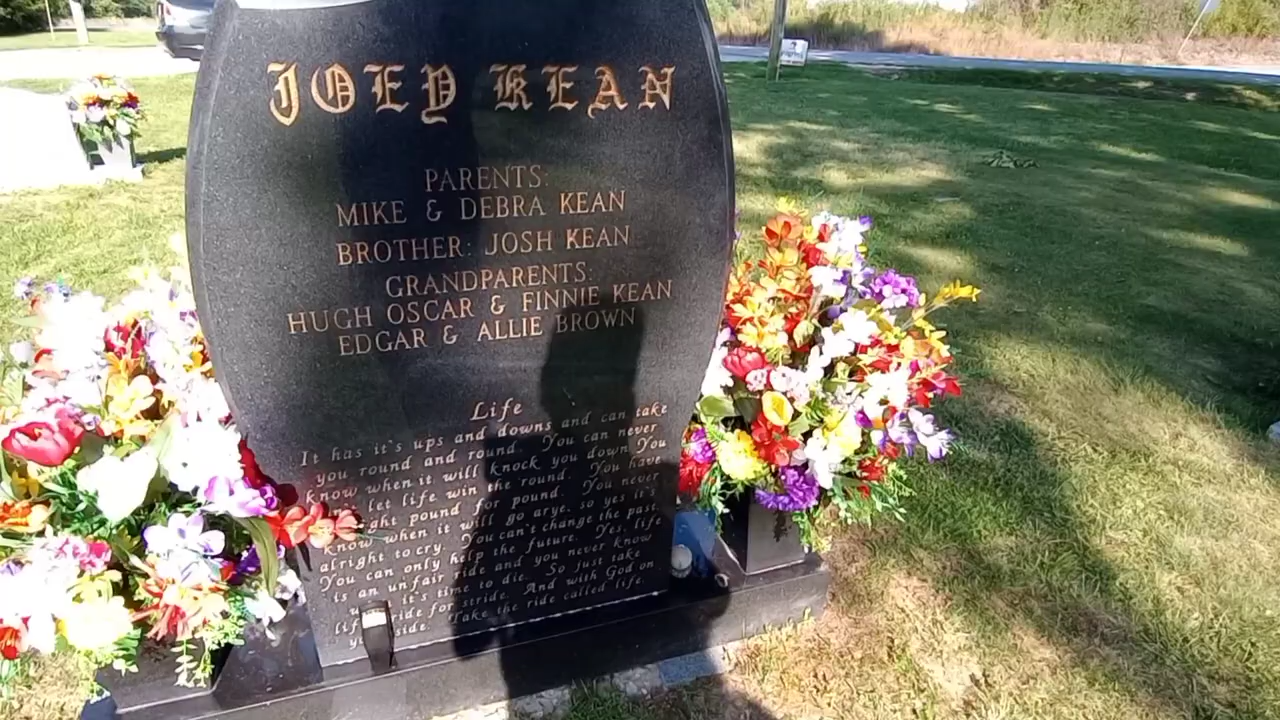 JOEY KEAN
PARENTS:
MIKE & DEBRA KEAN
BROTHER: JOSH KEAN
GRANDPARENTS:
HUGH OSCAR & FINNIE KEAN
EDGAR & ALLIE BROWN
Life
It has it's ups and downs and can take
you round and round. You can never
know when it will knock you down You
let life win the 'round. You have
pound for pound. You never
know when it will go arye. so yes it's
alright to cry. You can't change the past.
You can only help the future. Yes, life
is an unfair ride and you never know
it's time to die. So just take
ride for stride. And with God on
side. Take the ride called life.